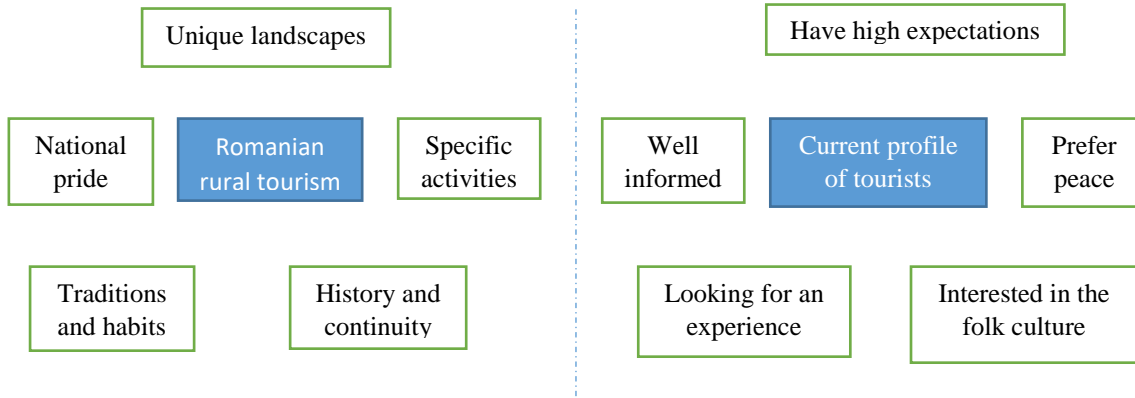 Unique landscapes
National
pride
Romanian
rural tourism
Specific
activities
Traditions
and habits
History and
continuity
Have high expectations
Well
informed
Current profile
of tourists
Prefer
peace
Looking for an
experience
Interested in the
folk culture